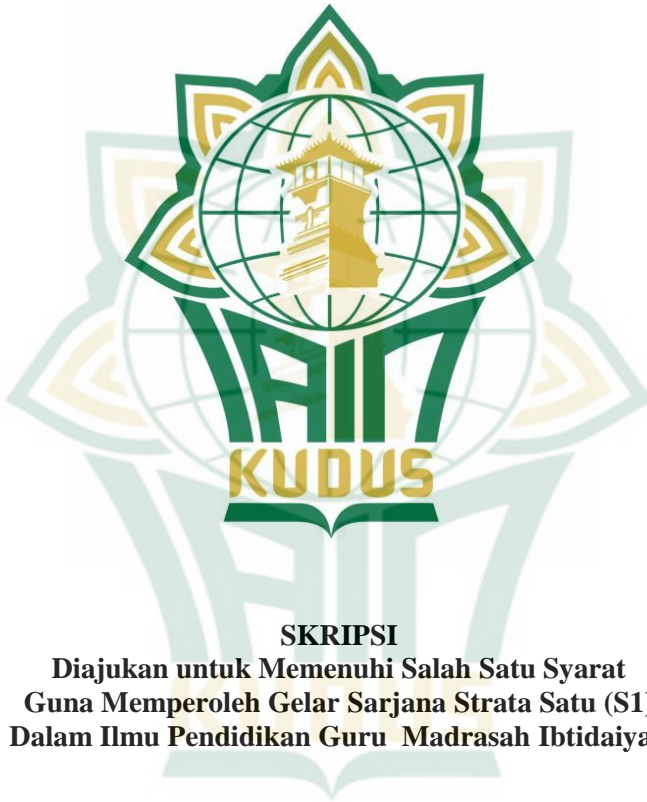 IAIN
KUDUS
SKRIPSI
Diajukan untuk Memenuhi Salah Satu Syarat
Guna Memperoleh Gelar Sarjana Strata Satu (S1)
Dalam Ilmu Pendidikan Guru Madrasah Ibtidaiya